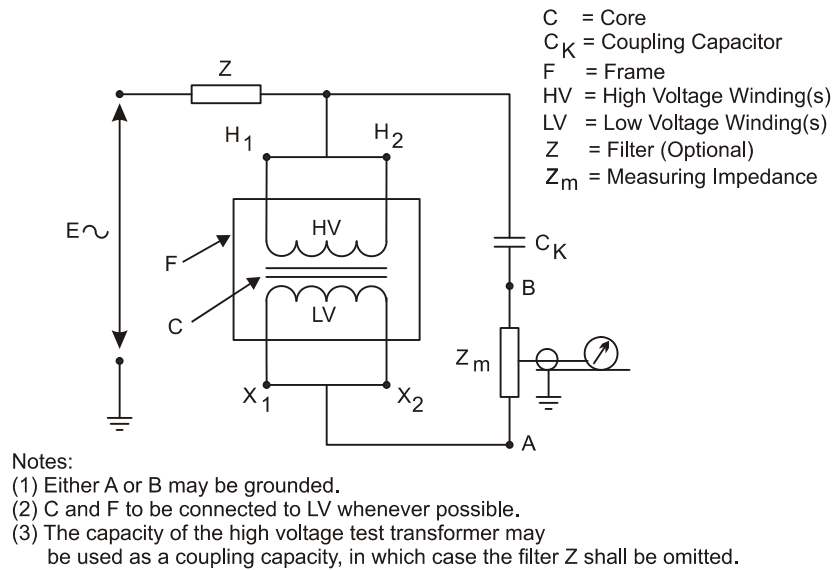 C = Core
CK = Coupling Capacitor
F = Frame
HV = High Voltage Winding(s)
LV = Low Voltage Winding(s)
Z = Filter (Optional)
Zm = Measuring Impedance
Z
H1
H2
E
HV
F
CK
C
LV
B
Zm
X1
X2
A
Notes:
(1) Either A or B may be grounded.
(2) C and F to be connected to LV whenever possible.
(3) The capacity of the high voltage test transformer may
be used as a coupling capacity, in which case the filter Z shall be omitted.